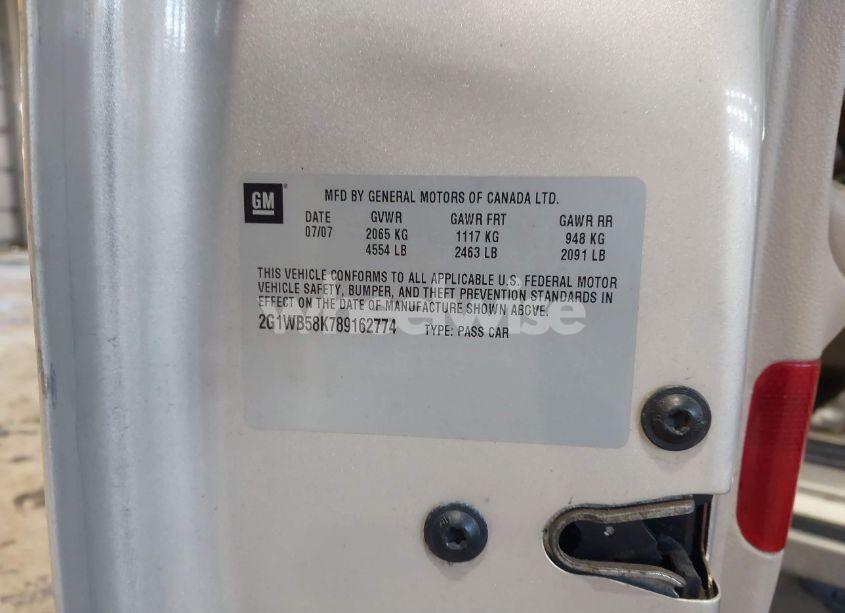 GM
MFD BY GENERAL MOTORS OF CANADA LTD.
DATE GVWR GAWR FRT GAWR RR
07/07 2065 KG 1117 KG 948 KG
4554 LB 2463 LB 2091 LB
THIS VEHICLE CONFORMS TO ALL APPLICABLE U.S. FEDERAL MOTOR
VEHICLE SAFETY, BUMPER, AND THEFT PREVENTION STANDARDS IN
EFFECT ON THE DATE OF MANUFACTURE SHOWN ABOVE.
2G1WB58K789162774 TYPE: PASS CAR